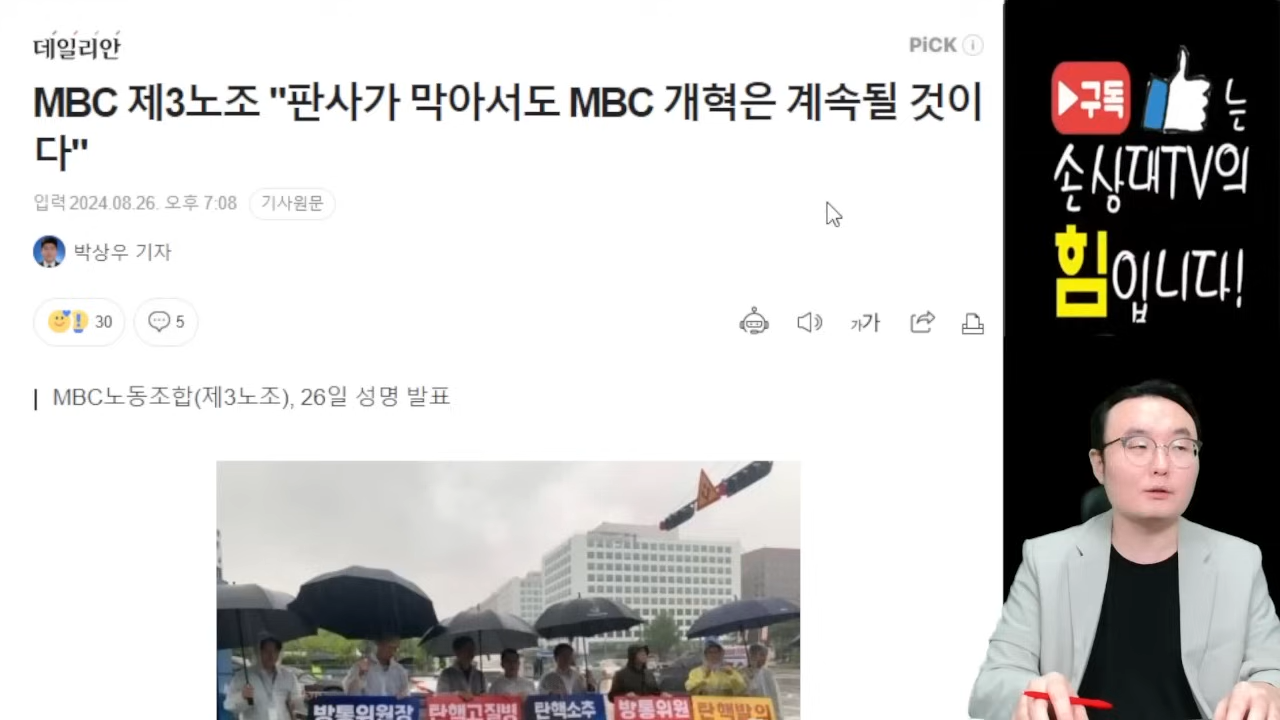 데일리안
PiCK
MBC 제3노조 "판사가 막아서도 MBC 개혁은 계속될 것이
다"
입력 2024.08.26. 오후 7:08
기사원문
박상우 기자
30
5
가가
MBC노동조합(제3노조), 26일 성명 발표
방통위원장
탄핵고질병
탄핵소추
방통위원
탄핵발의
구독
는
손상대TV의
힘입니다!